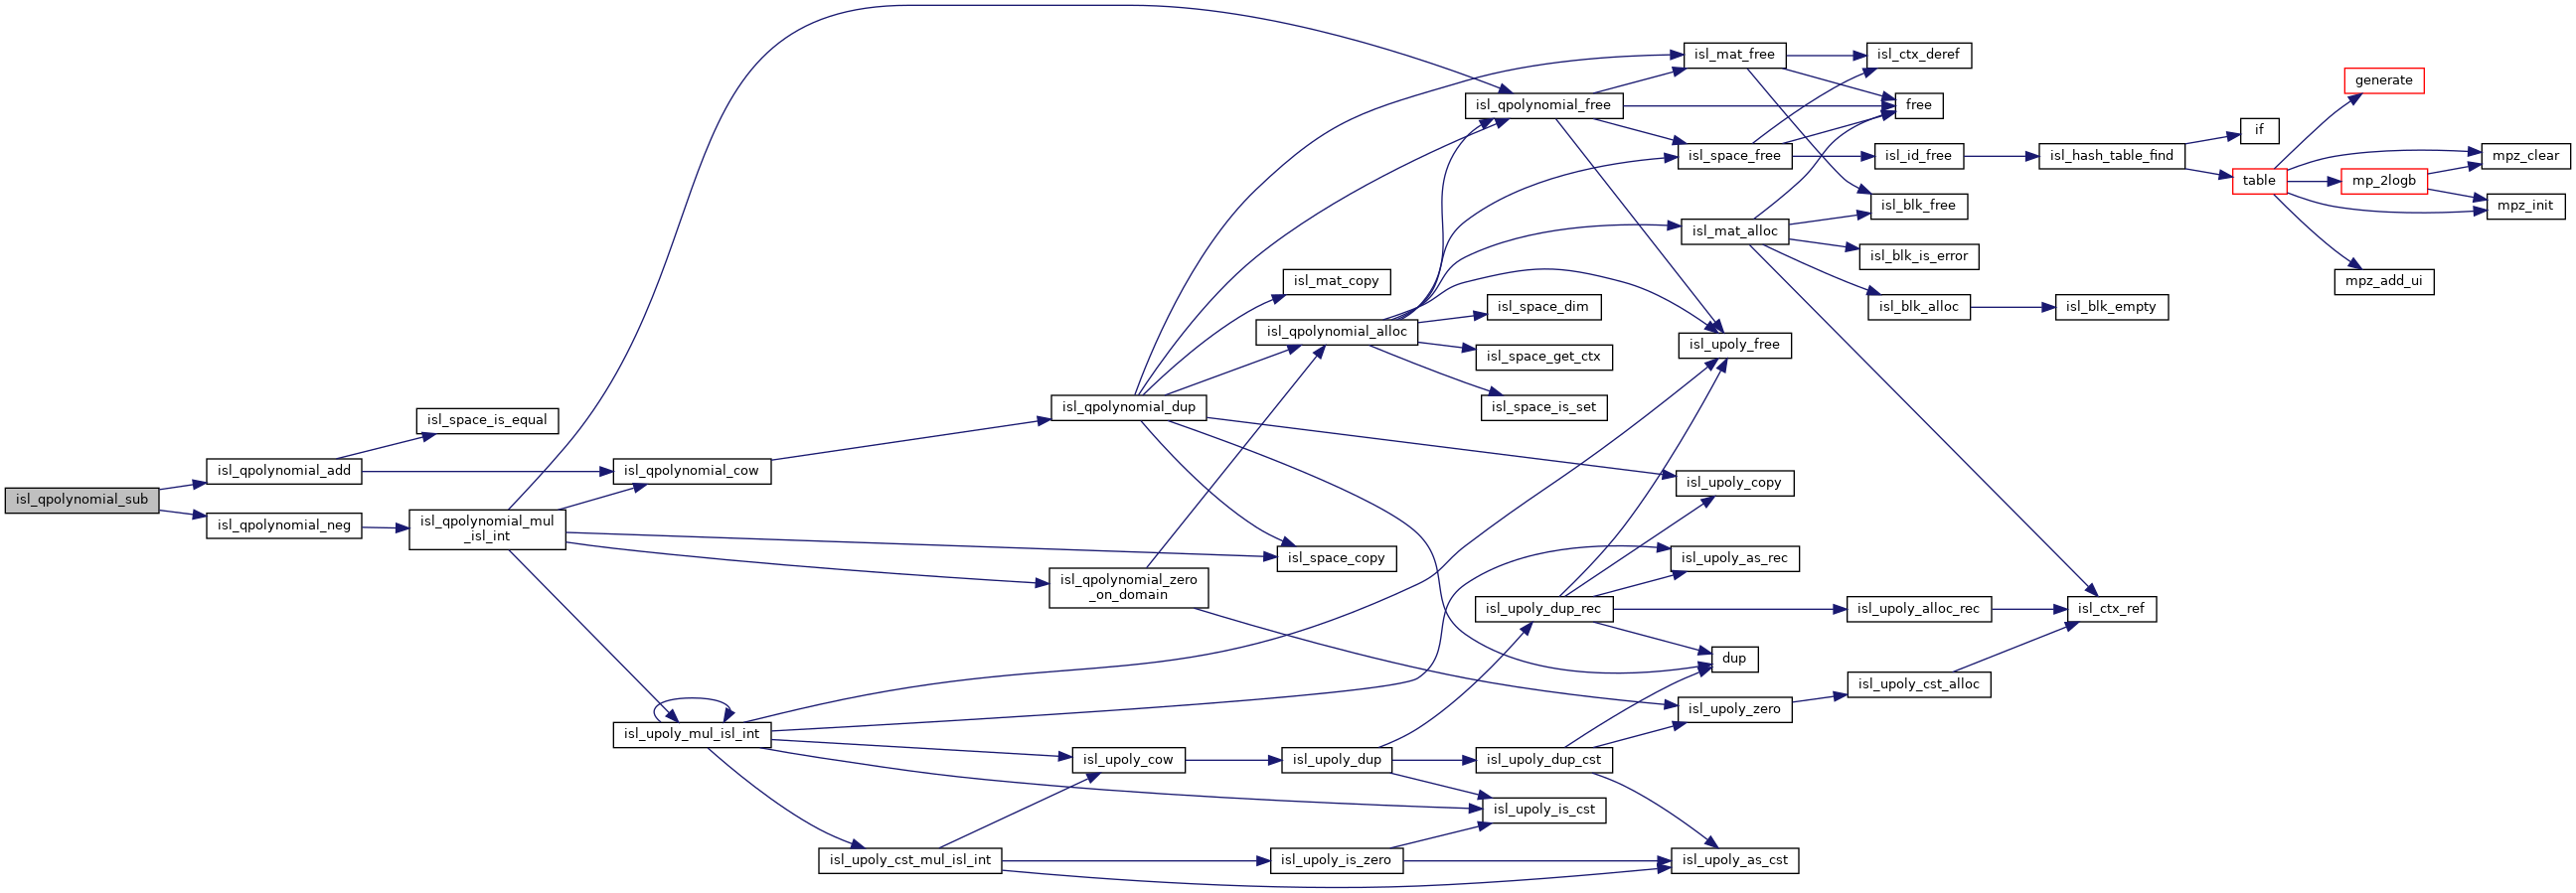 isl_qpolynomial_sub
isl_qpolynomial_add
isl_qpolynomial_neg
isl_space_is_equal
isl_qpolynomial_mul
_isl_int
isl_qpolynomial_cow
isl_upoly_mul_isl_int
isl_upoly_cst_mul_isl_int
isl_qpolynomial_dup
isl_qpolynomial_zero
_on_domain
isl_upoly_cow
isl_mat_copy
isl_qpolynomial_alloc
isl_space_copy
isl_upoly_dup
isl_upoly_is_zero
isl_qpolynomial_free
isl_space_dim
isl_space_get_ctx
isl_space_is_set
isl_upoly_dup_rec
isl_upoly_dup_cst
isl_upoly_is_cst
isl_mat_free
isl_space_free
isl_mat_alloc
isl_upoly_free
isl_upoly_copy
isl_upoly_as_rec
dup
isl_upoly_zero
isl_upoly_as_cst
isl_ctx_deref
free
isl_id_free
isl_blk_free
isl_blk_is_error
isl_blk_alloc
isl_upoly_alloc_rec
isl_upoly_cst_alloc
isl_hash_table_find
isl_blk_empty
isl_ctx_ref
if
table
generate
mp_2logb
mpz_add_ui
mpz_clear
mpz_init